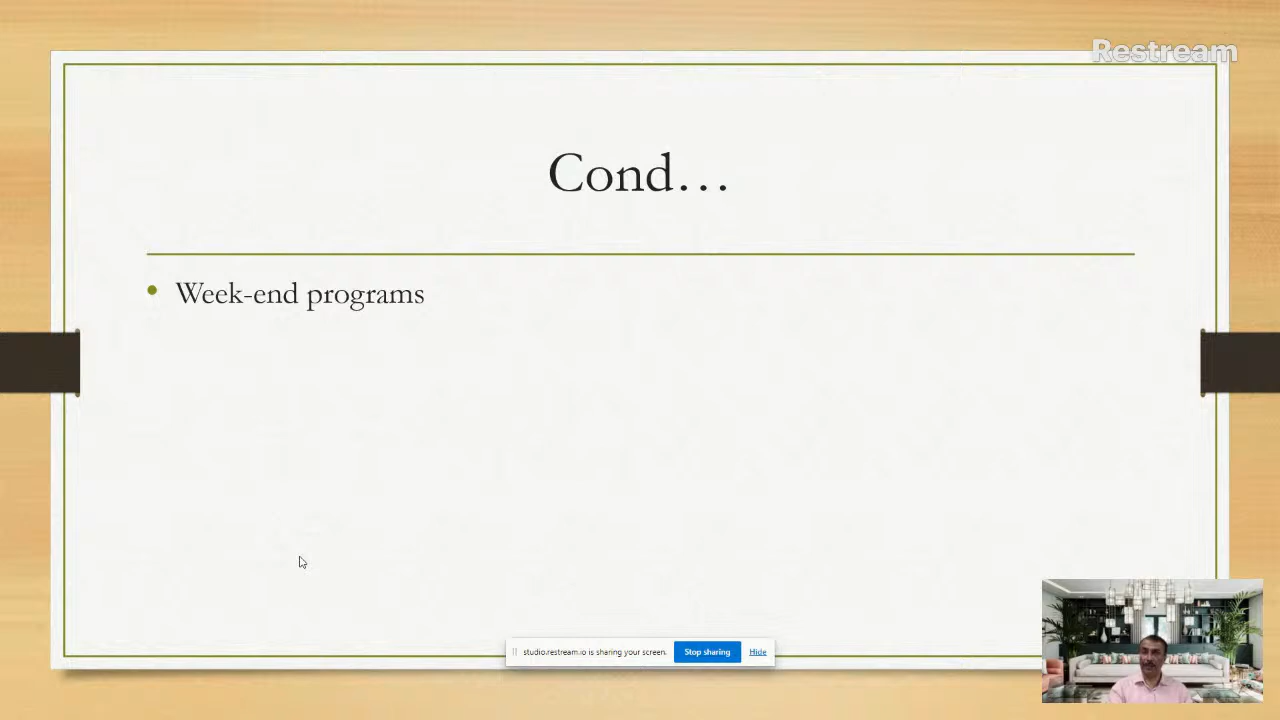 Restream
Cond…
Week-end programs
studio.restream.io is sharing your screen.
Stop sharing
Hide